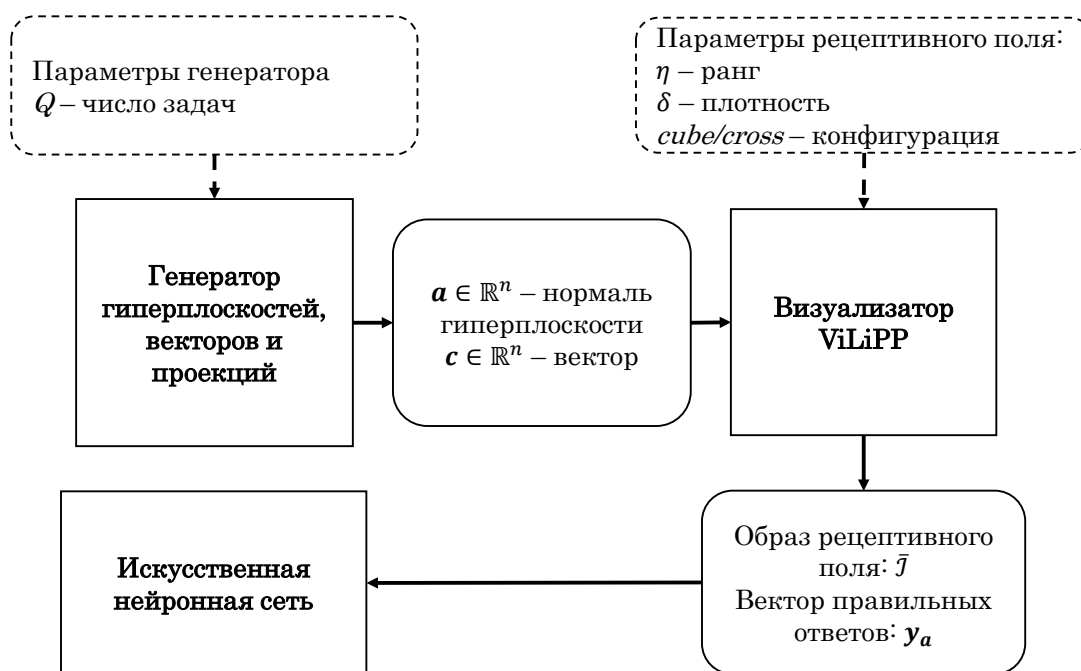 Параметры генератора
Q – число задач
Параметры рецептивного поля:
η – ранг
δ – плотность
cube/cross – конфигурация
Генератор
гиперплоскостей,
векторов и
проекций
a ∈ ℝⁿ – нормаль
гиперплоскости
c ∈ ℝⁿ – вектор
Визуализатор
ViLiPP
Образ рецептивного
поля: ℐ̄
Вектор правильных
ответов: yₐ
Искусственная
нейронная сеть